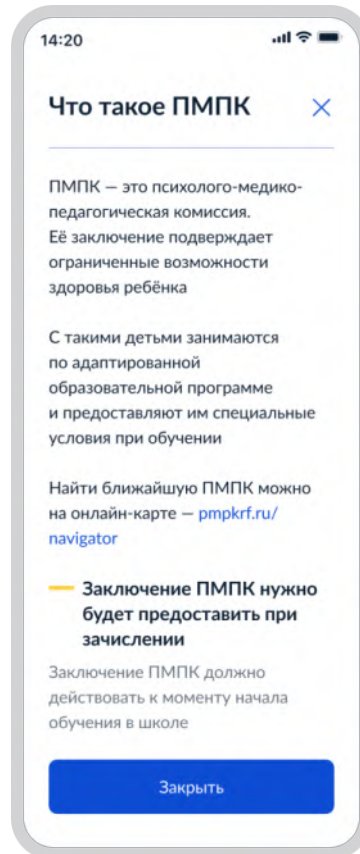 14:20
Что такое ПМПК
ПМПК — это психолого-медико-
педагогическая комиссия.
Её заключение подтверждает
ограниченные возможности
здоровья ребёнка
С такими детьми занимаются
по адаптированной
образовательной программе
и предоставляют им специальные
условия при обучении
Найти ближайшую ПМПК можно
на онлайн-карте — pmpkrf.ru/
navigator
Заключение ПМПК нужно
будет предоставить при
зачислении
Заключение ПМПК должно
действовать к моменту начала
обучения в школе
Закрыть